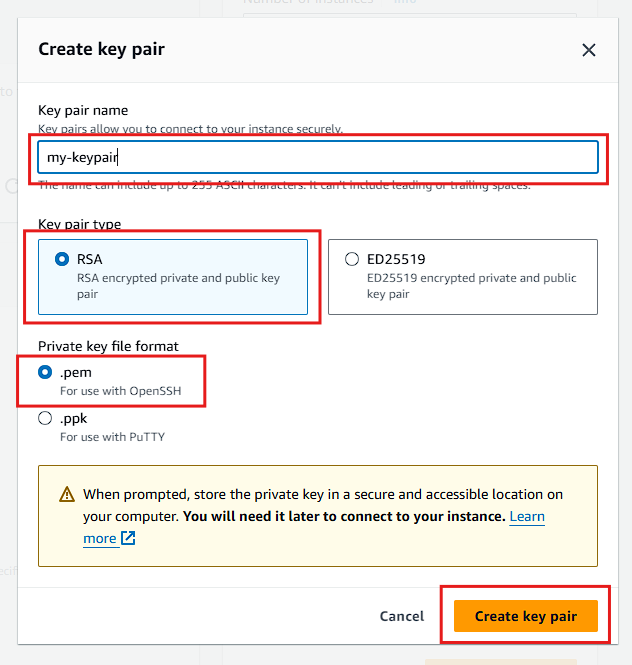 Number of instances Info
to
Create key pair
Key pair name
Key pairs allow you to connect to your instance securely.
my-keypair
The name can include up to 255 ASCII characters. It can't include leading or trailing spaces.
Key pair type
RSA
RSA encrypted private and public key
pair
ED25519
ED25519 encrypted private and public
key pair
Private key file format
.pem
For use with OpenSSH
.ppk
For use with PuTTY
When prompted, store the private key in a secure and accessible location on
your computer. You will need it later to connect to your instance. Learn
more
Cancel
Create key pair